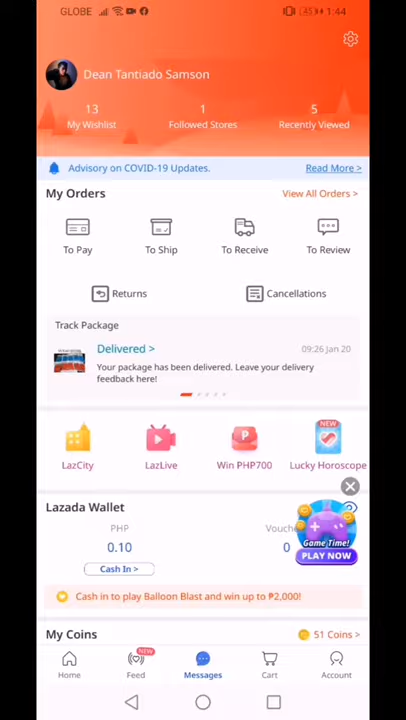 GLOBE 45 1:44
Dean Tantiado Samson
13 1 5
My Wishlist Followed Stores Recently Viewed
Advisory on COVID-19 Updates. Read More >
My Orders View All Orders >
To Pay To Ship To Receive To Review
Returns Cancellations
Track Package
Delivered > 09:26 Jan 20
Your package has been delivered. Leave your delivery
feedback here!
NEW
LazCity LazLive Win PHP700 Lucky Horoscope
Lazada Wallet
PHP Vouch
0.10 0
Game Time!
PLAY NOW
Cash In >
Cash in to play Balloon Blast and win up to ₱2,000!
My Coins 51 Coins >
NEW
Home Feed Messages Cart Account